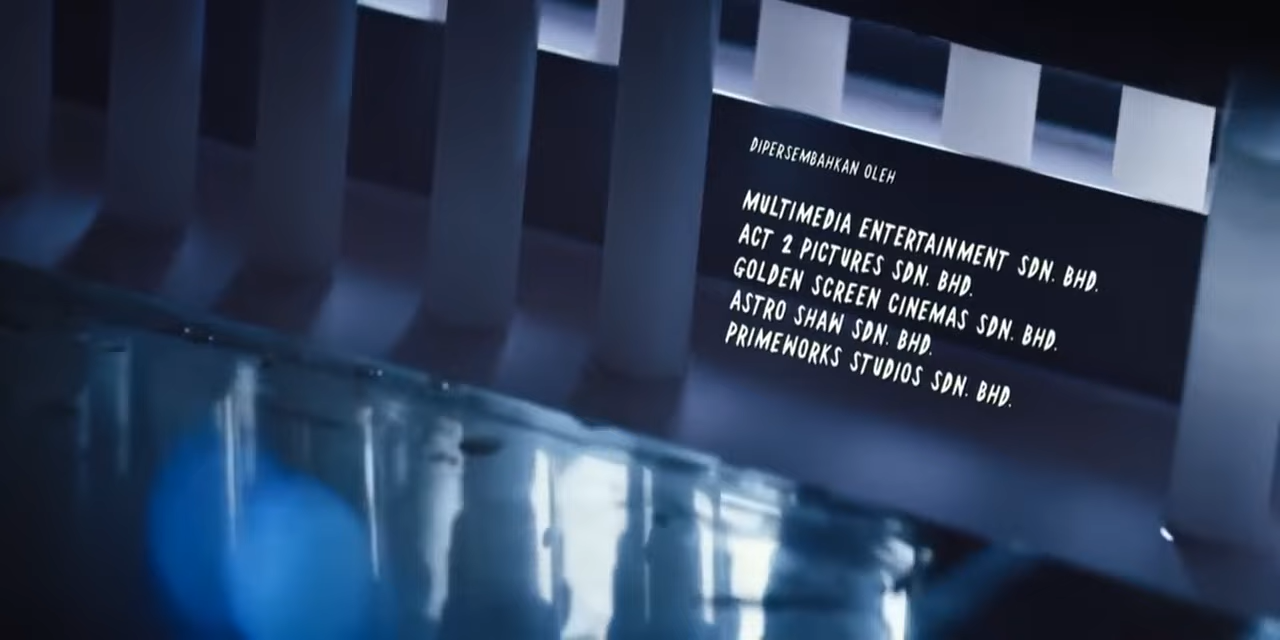 DIPERSEMBAHKAN OLEH
MULTIMEDIA ENTERTAINMENT SDN. BHD.
ACT 2 PICTURES SDN. BHD.
GOLDEN SCREEN CINEMAS SDN. BHD.
ASTRO SHAW SDN. BHD.
PRIMEWORKS STUDIOS SDN. BHD.